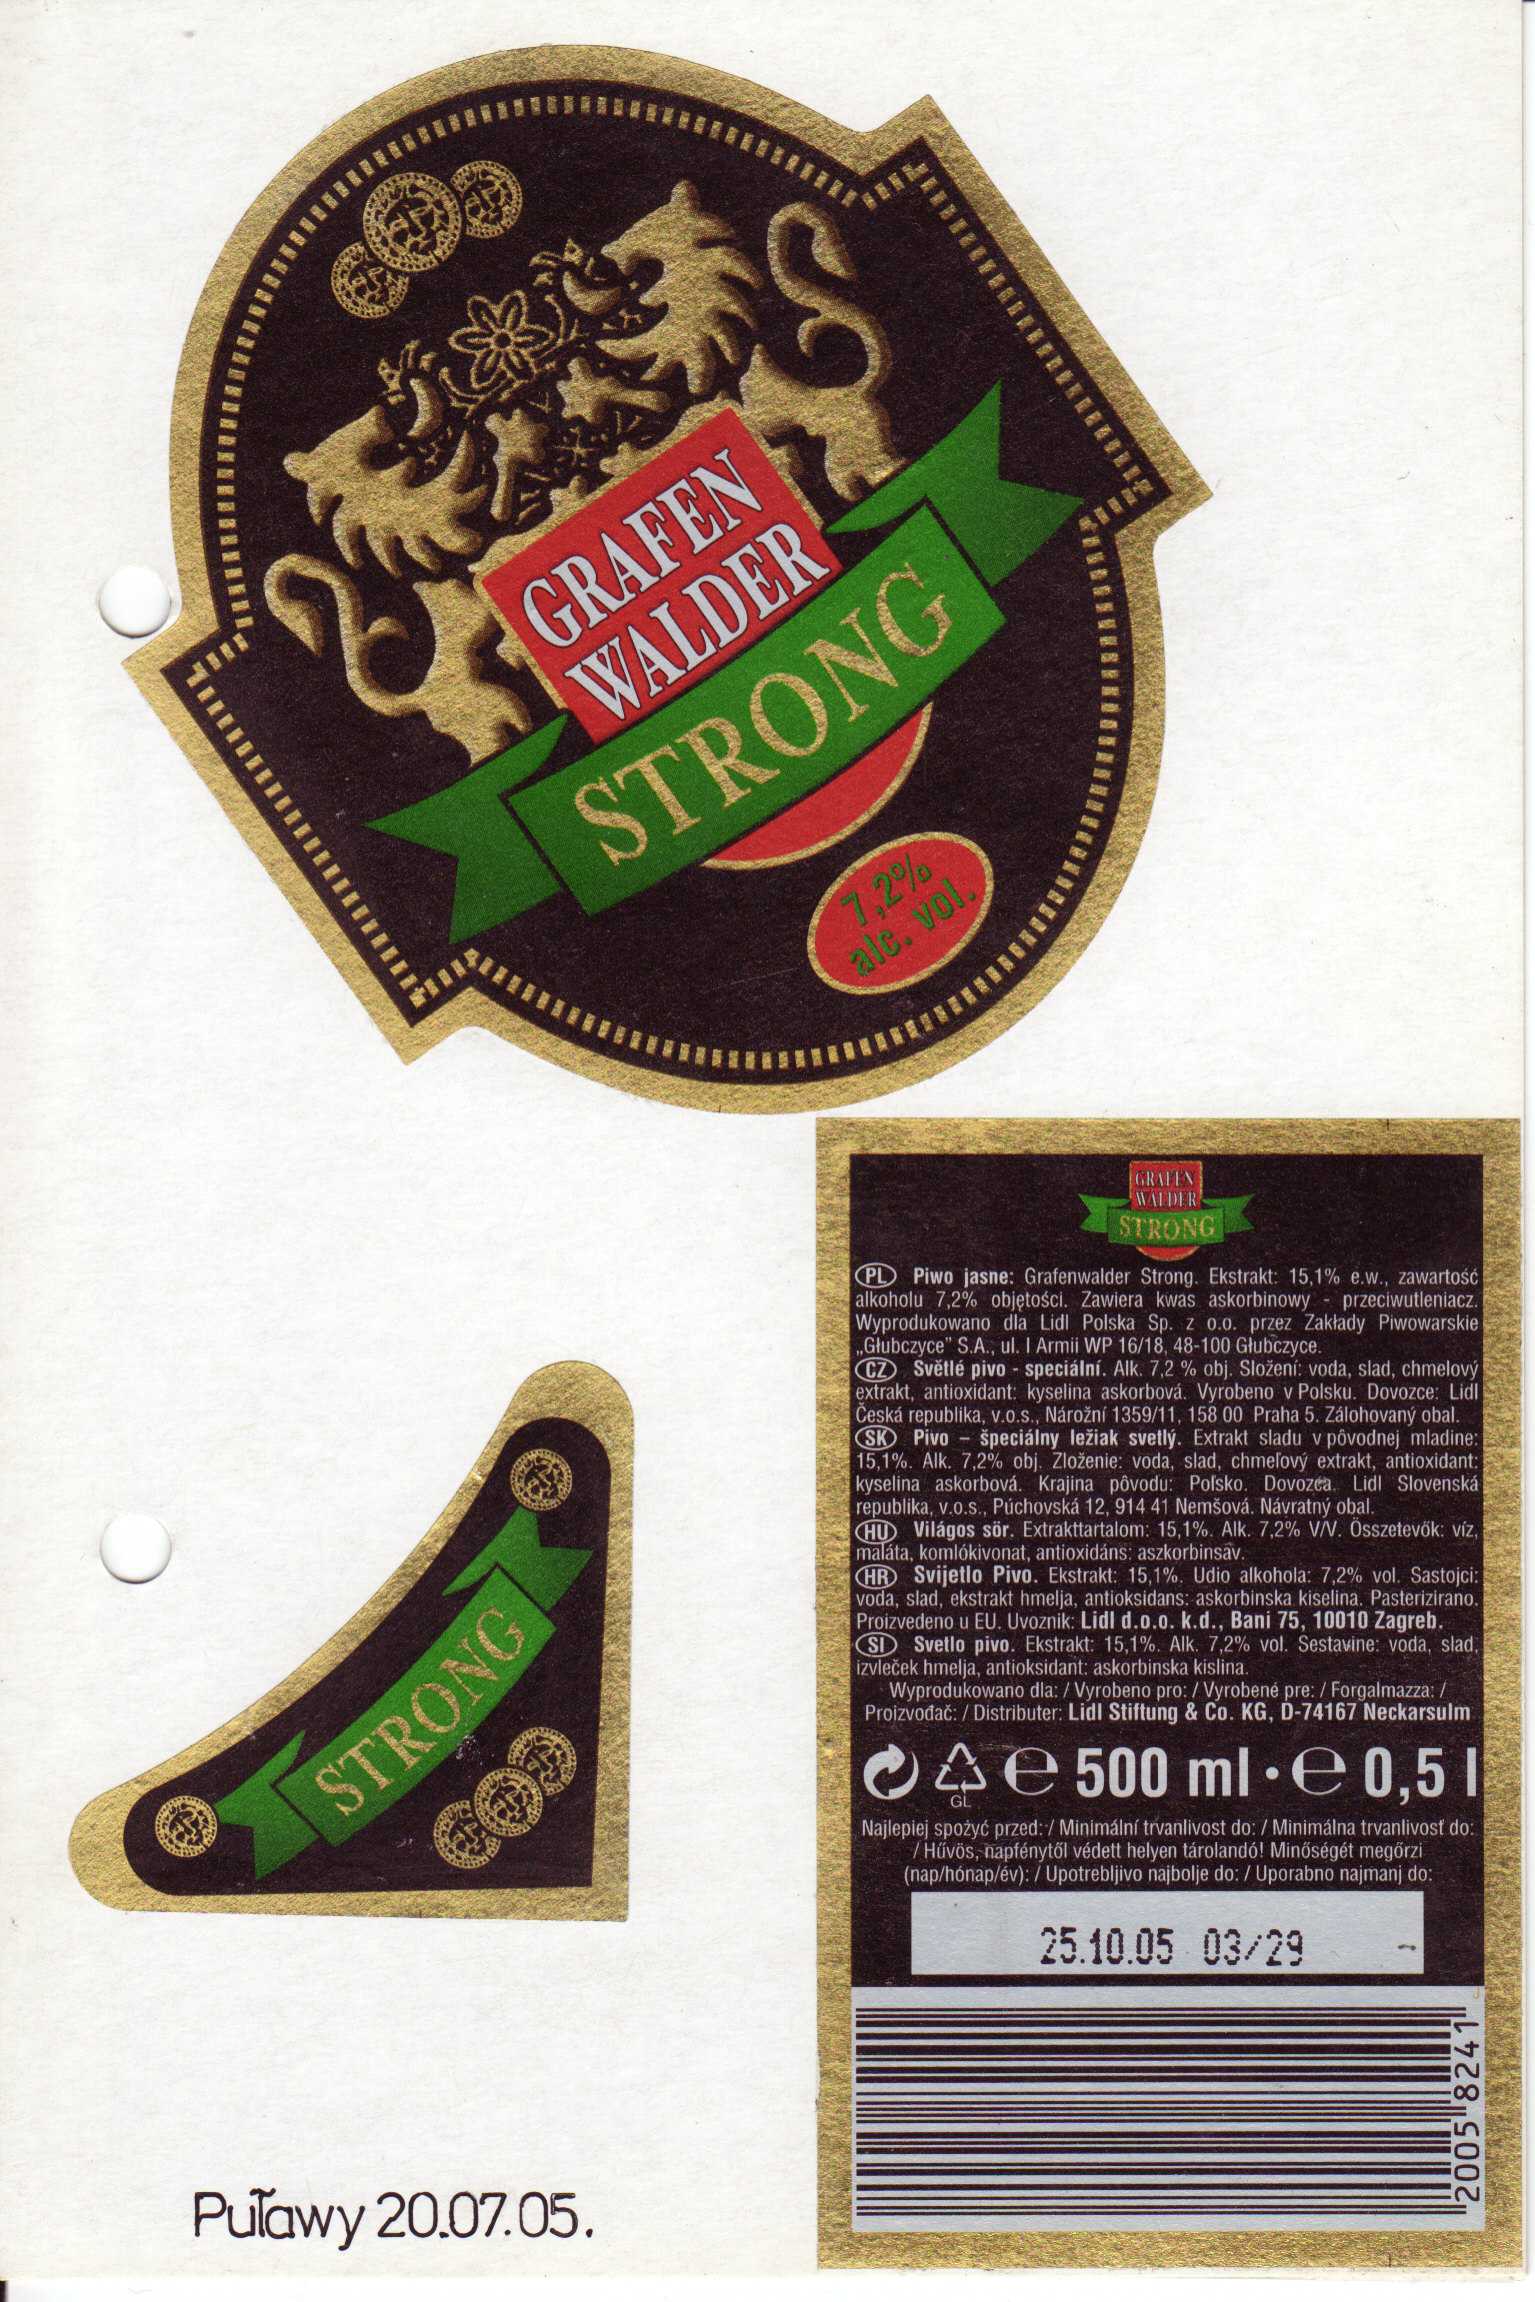 GRAFEN
WALDER
STRONG
7,2%
alc. vol.
GRAFEN
WALDER
STRONG
PL Piwo jasne: Grafenwalder Strong. Ekstrakt: 15,1% e.w., zawartość
alkoholu 7,2% objętości. Zawiera kwas askorbinowy - przeciwutleniacz.
Wyprodukowano dla Lidl Polska Sp. z o.o. przez Zakłady Piwowarskie
„Głubczyce” S.A., ul. I Armii WP 16/18, 48-100 Głubczyce.
CZ Světlé pivo - speciální. Alk. 7,2 % obj. Složení: voda, slad, chmelový
extrakt, antioxidant: kyselina askorbová. Vyrobeno v Polsku. Dovozce: Lidl
Česká republika, v.o.s., Nárožní 1359/11, 158 00 Praha 5. Zálohovaný obal.
SK Pivo – špeciálny ležiak svetlý. Extrakt sladu v pôvodnej mladine:
15,1%. Alk. 7,2% obj. Zloženie: voda, slad, chmeľový extrakt, antioxidant:
kyselina askorbová. Krajina pôvodu: Poľsko. Dovozca. Lidl Slovenská
republika, v.o.s., Púchovská 12, 914 41 Nemšová. Návratný obal.
HU Világos sör. Extrakttartalom: 15,1%. Alk. 7,2% V/V. Összetevők: víz,
maláta, komlókivonat, antioxidáns: aszkorbinsav.
HR Svijetlo Pivo. Ekstrakt: 15,1%. Udio alkohola: 7,2% vol. Sastojci:
voda, slad, ekstrakt hmelja, antioksidans: askorbinska kiselina. Pasterizirano.
Proizvedeno u EU. Uvoznik: Lidl d.o.o. k.d., Bani 75, 10010 Zagreb.
SI Svetlo pivo. Ekstrakt: 15,1%. Alk. 7,2% vol. Sestavine: voda, slad,
izvleček hmelja, antioksidant: askorbinska kislina.
Wyprodukowano dla: / Vyrobeno pro: / Vyrobené pre: / Forgalmazza: /
Proizvođač: / Distributer: Lidl Stiftung & Co. KG, D-74167 Neckarsulm
GL ℮ 500 ml · ℮ 0,5 l
Najlepiej spożyć przed: / Minimální trvanlivost do: / Minimálna trvanlivosť do:
/ Hűvös, napfénytől védett helyen tárolandó! Minőségét megőrzi
(nap/hónap/év): / Upotrebljivo najbolje do: / Uporabno najmanj do:
25.10.05 03/29
2005 8241
STRONG
Puławy 20.07.05.